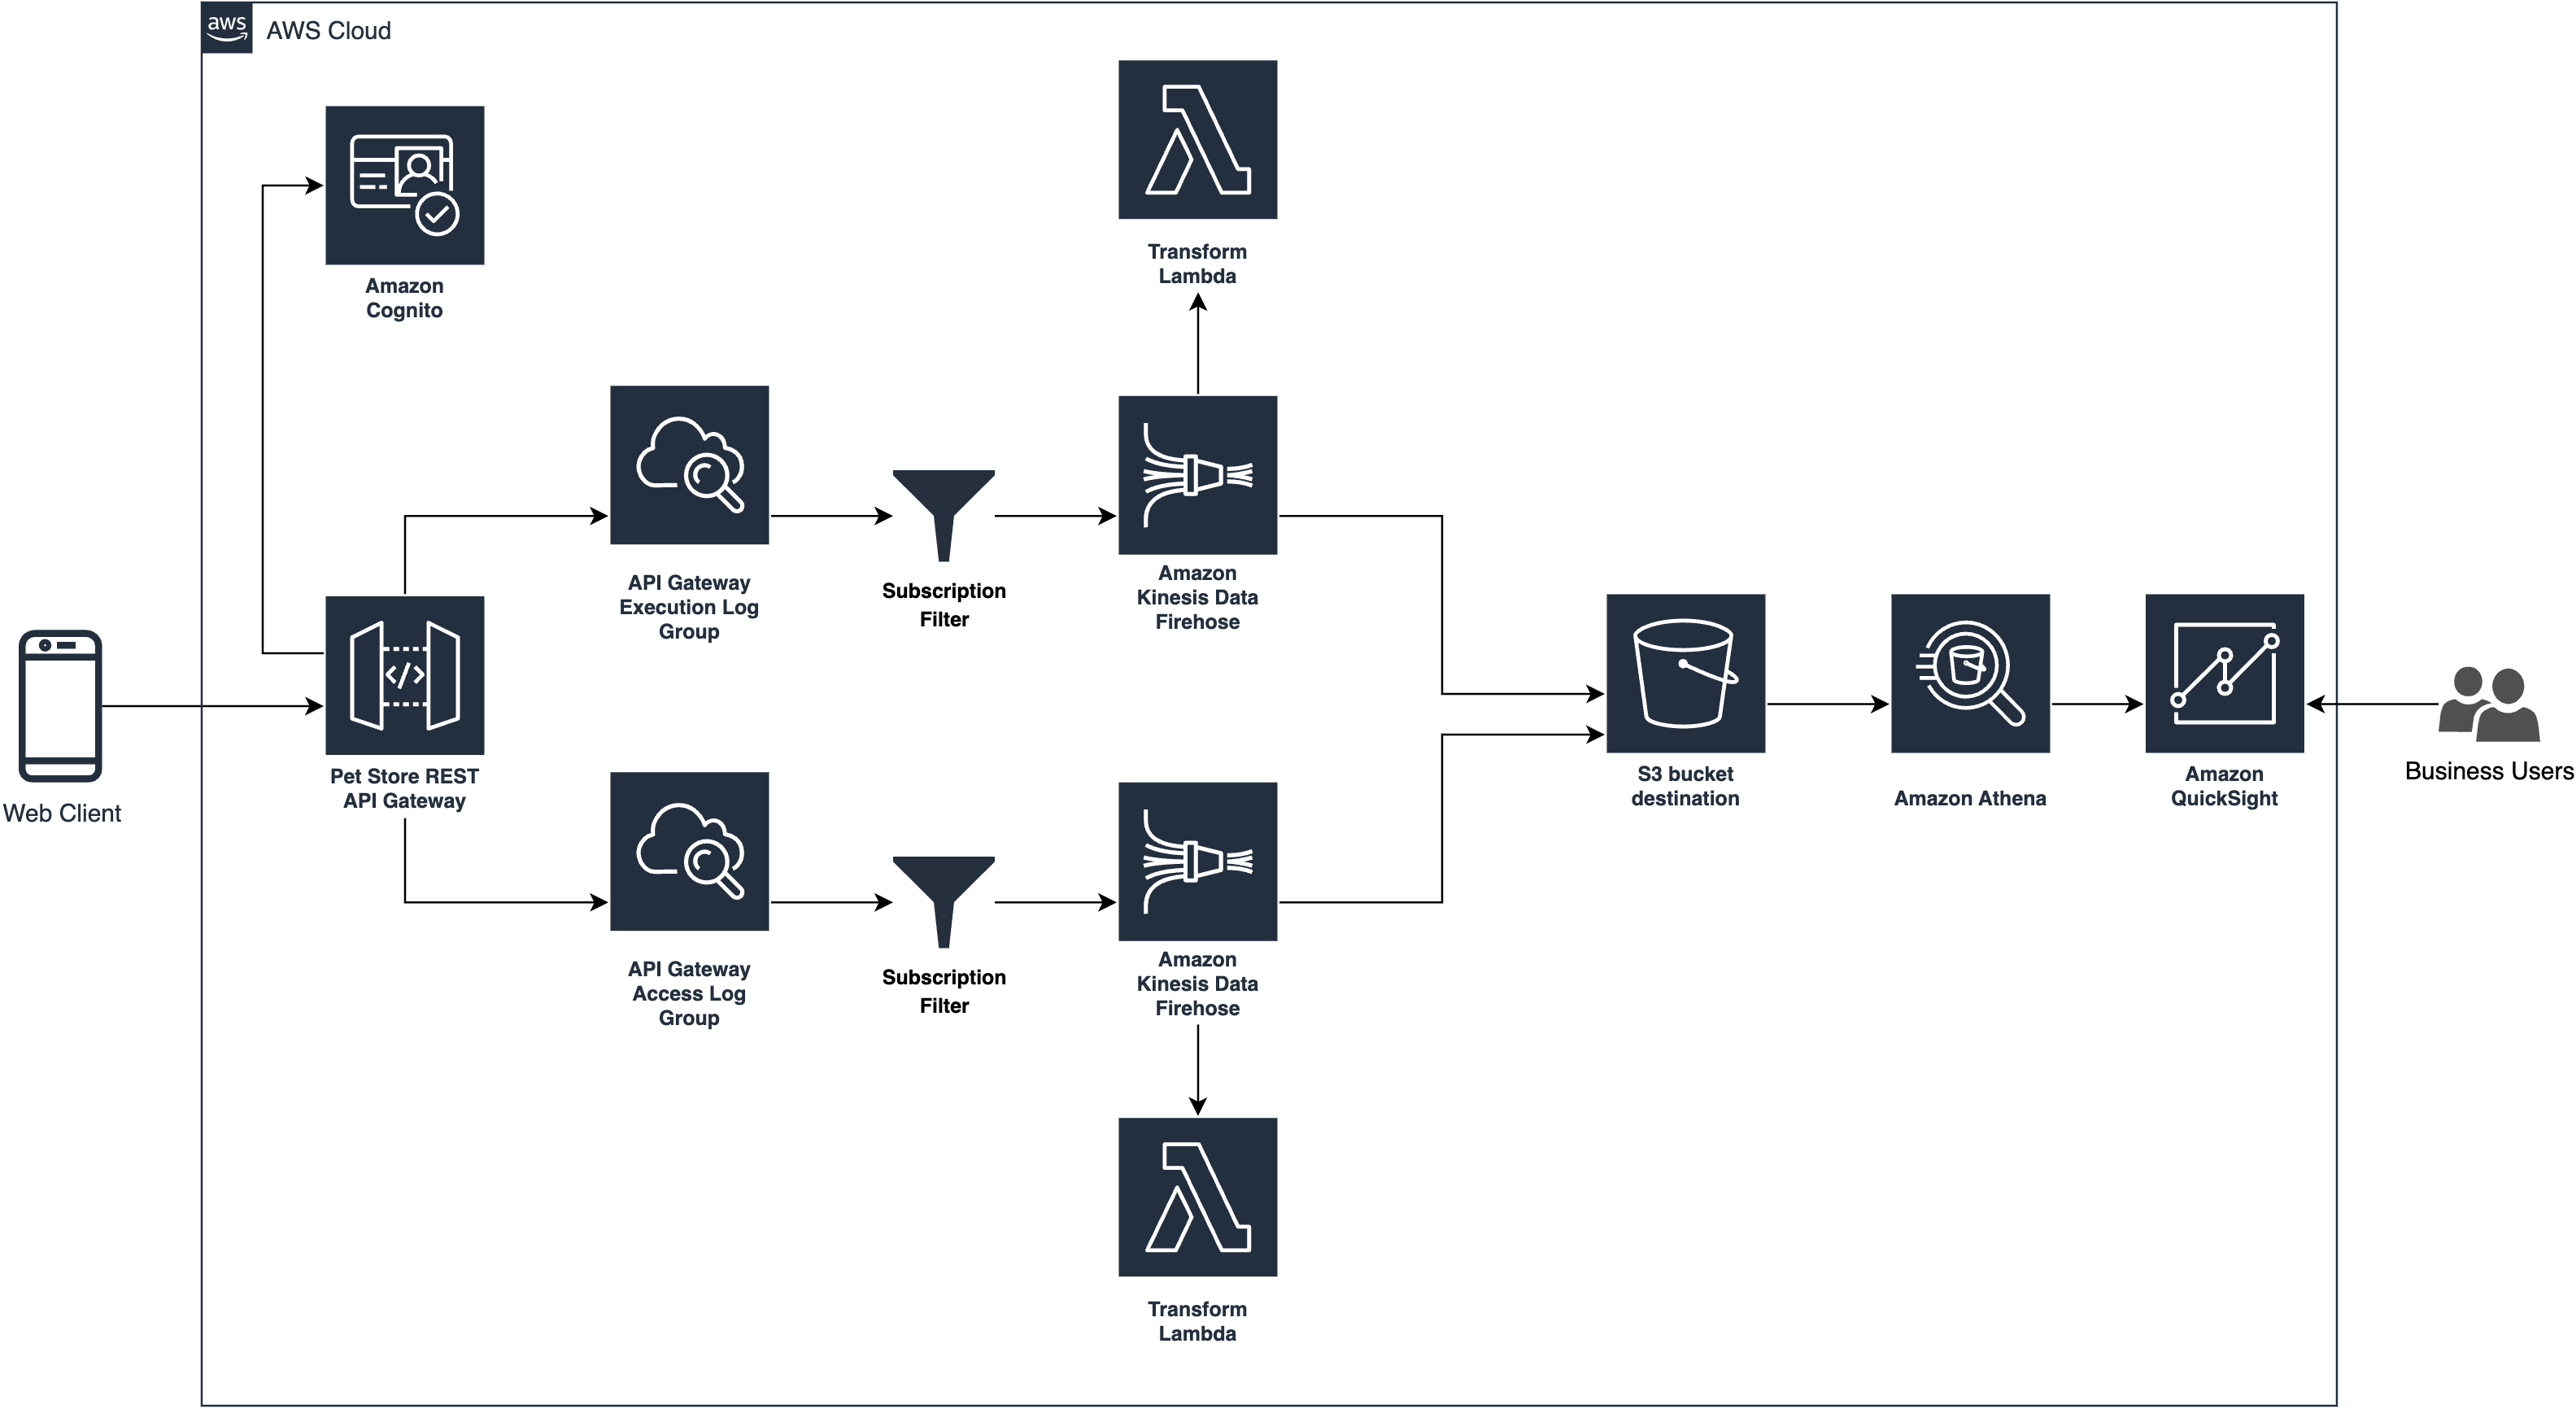 aws
AWS Cloud
Amazon
Cognito
Transform
Lambda
API Gateway
Execution Log
Group
Subscription
Filter
Amazon
Kinesis Data
Firehose
</>
Web Client
Pet Store REST
API Gateway
S3 bucket
destination
Amazon Athena
Amazon
QuickSight
Business Users
API Gateway
Access Log
Group
Subscription
Filter
Amazon
Kinesis Data
Firehose
Transform
Lambda